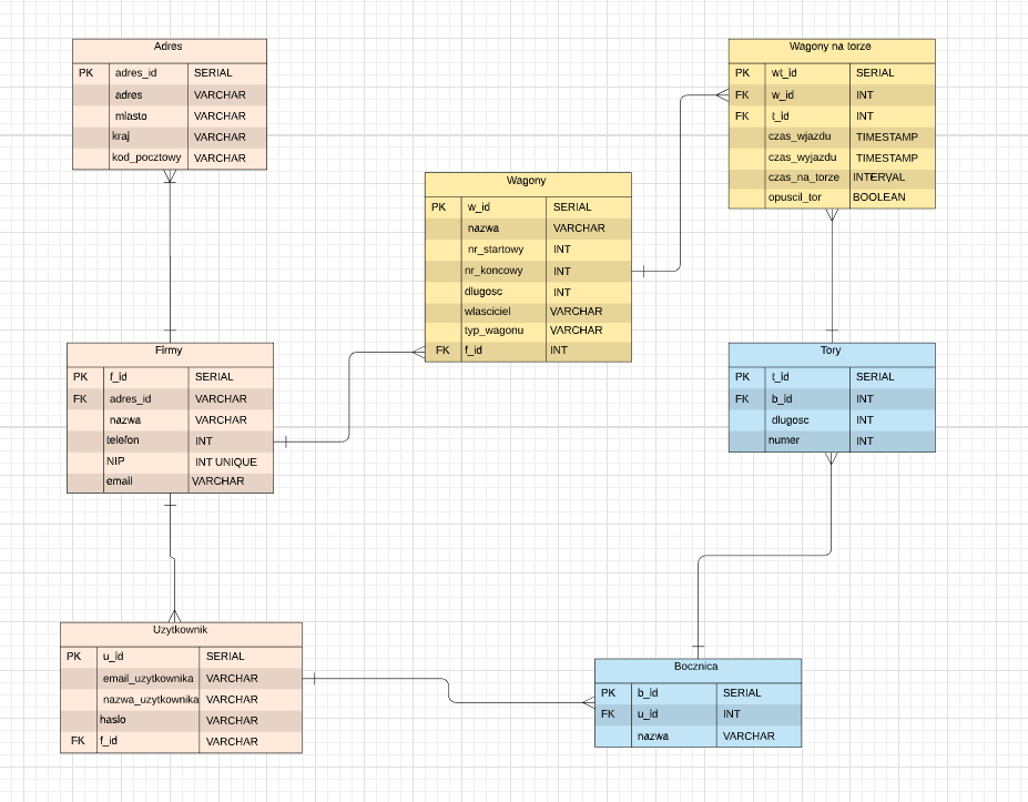 Adres
PK adres_id SERIAL
adres VARCHAR
miasto VARCHAR
kraj VARCHAR
kod_pocztowy VARCHAR
Wagony na torze
PK wt_id SERIAL
FK w_id INT
FK t_id INT
czas_wjazdu TIMESTAMP
czas_wyjazdu TIMESTAMP
czas_na_torze INTERVAL
opuscil_tor BOOLEAN
Wagony
PK w_id SERIAL
nazwa VARCHAR
nr_startowy INT
nr_koncowy INT
dlugosc INT
wlasciciel VARCHAR
typ_wagonu VARCHAR
FK f_id INT
Firmy
PK f_id SERIAL
FK adres_id VARCHAR
nazwa VARCHAR
telefon INT
NIP INT UNIQUE
email VARCHAR
Tory
PK t_id SERIAL
FK b_id INT
dlugosc INT
numer INT
Uzytkownik
PK u_id SERIAL
email_uzytkownika VARCHAR
nazwa_uzytkownika VARCHAR
haslo VARCHAR
FK f_id VARCHAR
Bocznica
PK b_id SERIAL
FK u_id INT
nazwa VARCHAR